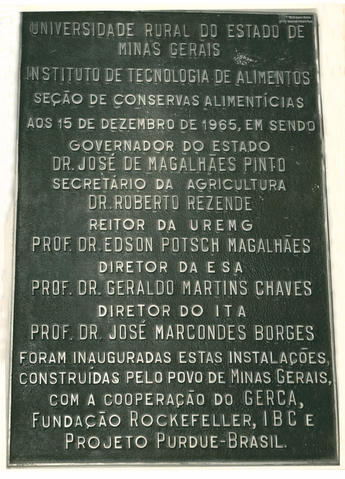 UNIVERSIDADE RURAL DO ESTADO DE
MINAS GERAIS
INSTITUTO DE TECNOLOGIA DE ALIMENTOS
SEÇÃO DE CONSERVAS ALIMENTÍCIAS
AOS 15 DE DEZEMBRO DE 1965, EM SENDO
GOVERNADOR DO ESTADO
DR. JOSÉ DE MAGALHÃES PINTO
SECRETÁRIO DA AGRICULTURA
DR. ROBERTO REZENDE
REITOR DA UREMG
PROF. DR. EDSON POTSCH MAGALHÃES
DIRETOR DA ESA
PROF. DR. GERALDO MARTINS CHAVES
DIRETOR DO ITA
PROF. DR. JOSÉ MARCONDES BORGES
FORAM INAUGURADAS ESTAS INSTALAÇÕES,
CONSTRUÍDAS PELO POVO DE MINAS GERAIS,
COM A COOPERAÇÃO DO GERCA,
FUNDAÇÃO ROCKEFELLER, IBC E
PROJETO PURDUE-BRASIL.